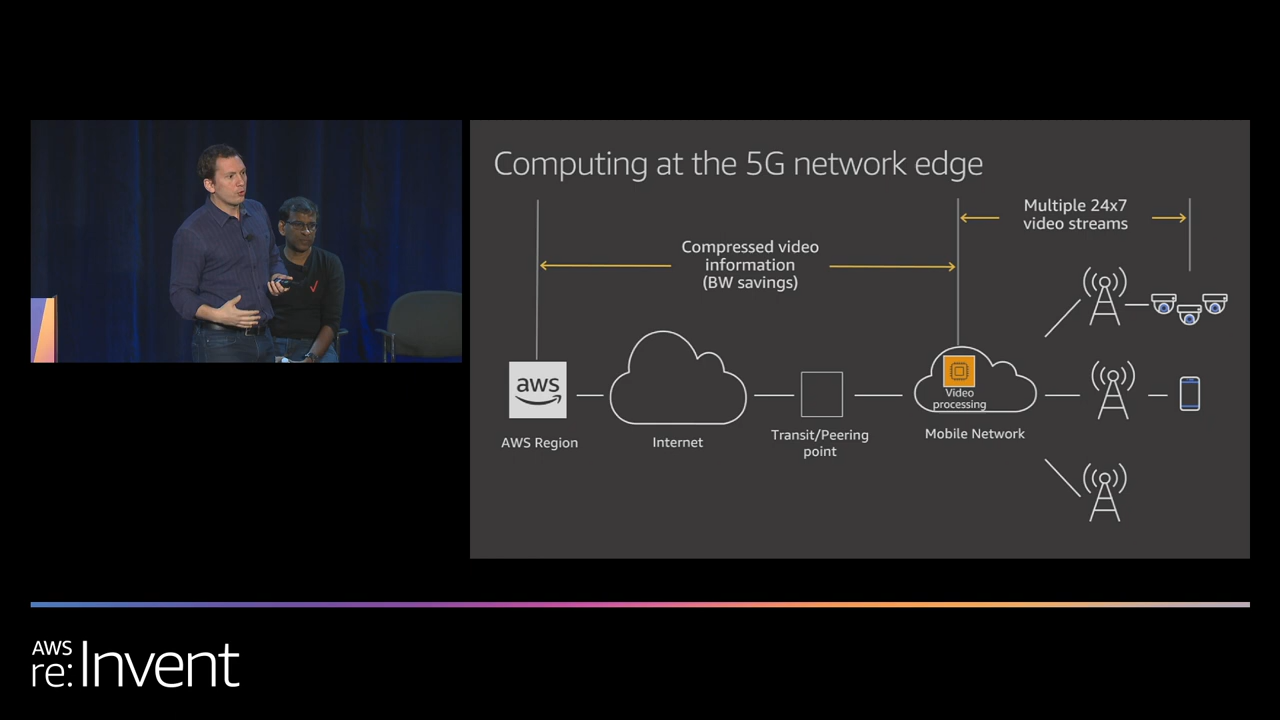 Computing at the 5G network edge
Multiple 24x7
video streams
Compressed video
information
(BW savings)
aws
Video
processing
AWS Region
Internet
Transit/Peering
point
Mobile Network
AWS
re:Invent